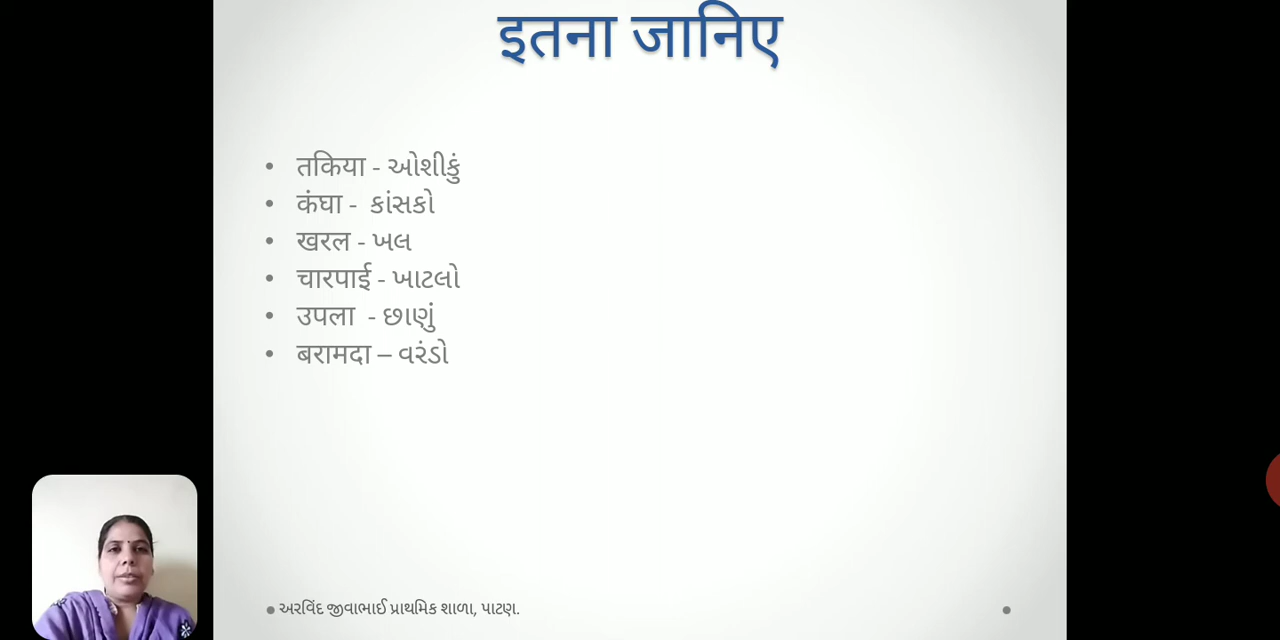 इतना जानिए
• तकिया - ઓશીકું
• कंघा - કાંસકો
• खरल - ખલ
• चारपाई - ખાટલો
• उपला - છાણું
• बरामदा – વરંડો
અરવિંદ જીવાભાઈ પ્રાથમિક શાળા, પાટણ.